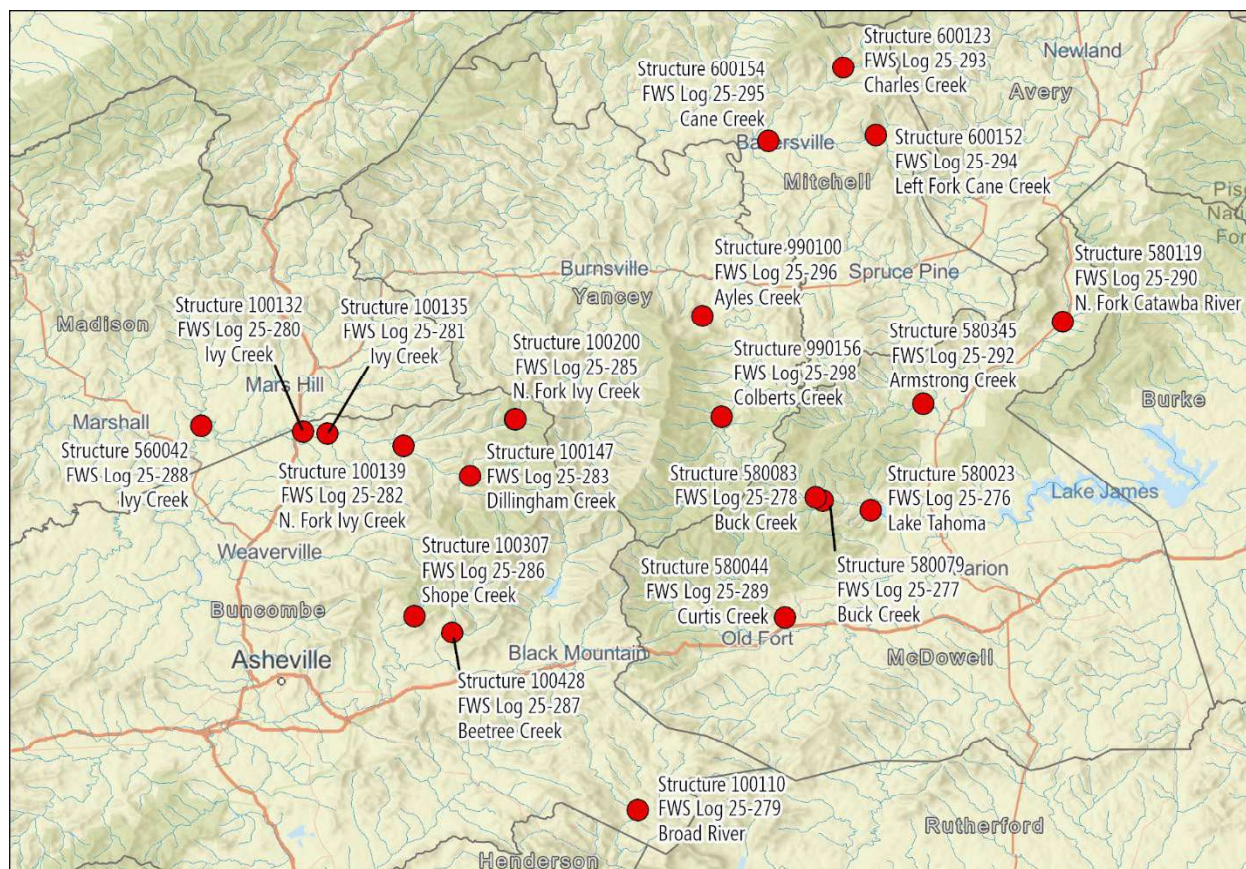 Structure 600123
FWS Log 25-293
Charles Creek
Newland
Avery
Structure 600154
FWS Log 25-295
Cane Creek
Structure 600152
FWS Log 25-294
Left Fork Cane Creek
Bakersville
Mitchell
Structure 990100
FWS Log 25-296
Ayles Creek
Burnsville
Yancey
Spruce Pine
Structure 580119
FWS Log 25-290
N. Fork Catawba River
Structure 100132
FWS Log 25-280
Ivy Creek
Structure 100135
FWS Log 25-281
Ivy Creek
Madison
Mars Hill
Structure 100200
FWS Log 25-285
N. Fork Ivy Creek
Structure 990156
FWS Log 25-298
Colberts Creek
Structure 580345
FWS Log 25-292
Armstrong Creek
Burke
Marshall
Structure 560042
FWS Log 25-288
Ivy Creek
Structure 100139
FWS Log 25-282
N. Fork Ivy Creek
Structure 100147
FWS Log 25-283
Dillingham Creek
Structure 580083
FWS Log 25-278
Buck Creek
Structure 580023
FWS Log 25-276
Lake Tahoma
Lake James
Weaverville
Structure 100307
FWS Log 25-286
Shope Creek
Structure 580044
FWS Log 25-289
Curtis Creek
Structure 580079
FWS Log 25-277
Buck Creek
Buncombe
Asheville
Black Mountain
Old Fort
McDowell
Structure 100428
FWS Log 25-287
Beetree Creek
Structure 100110
FWS Log 25-279
Broad River
Rutherford
Henderson